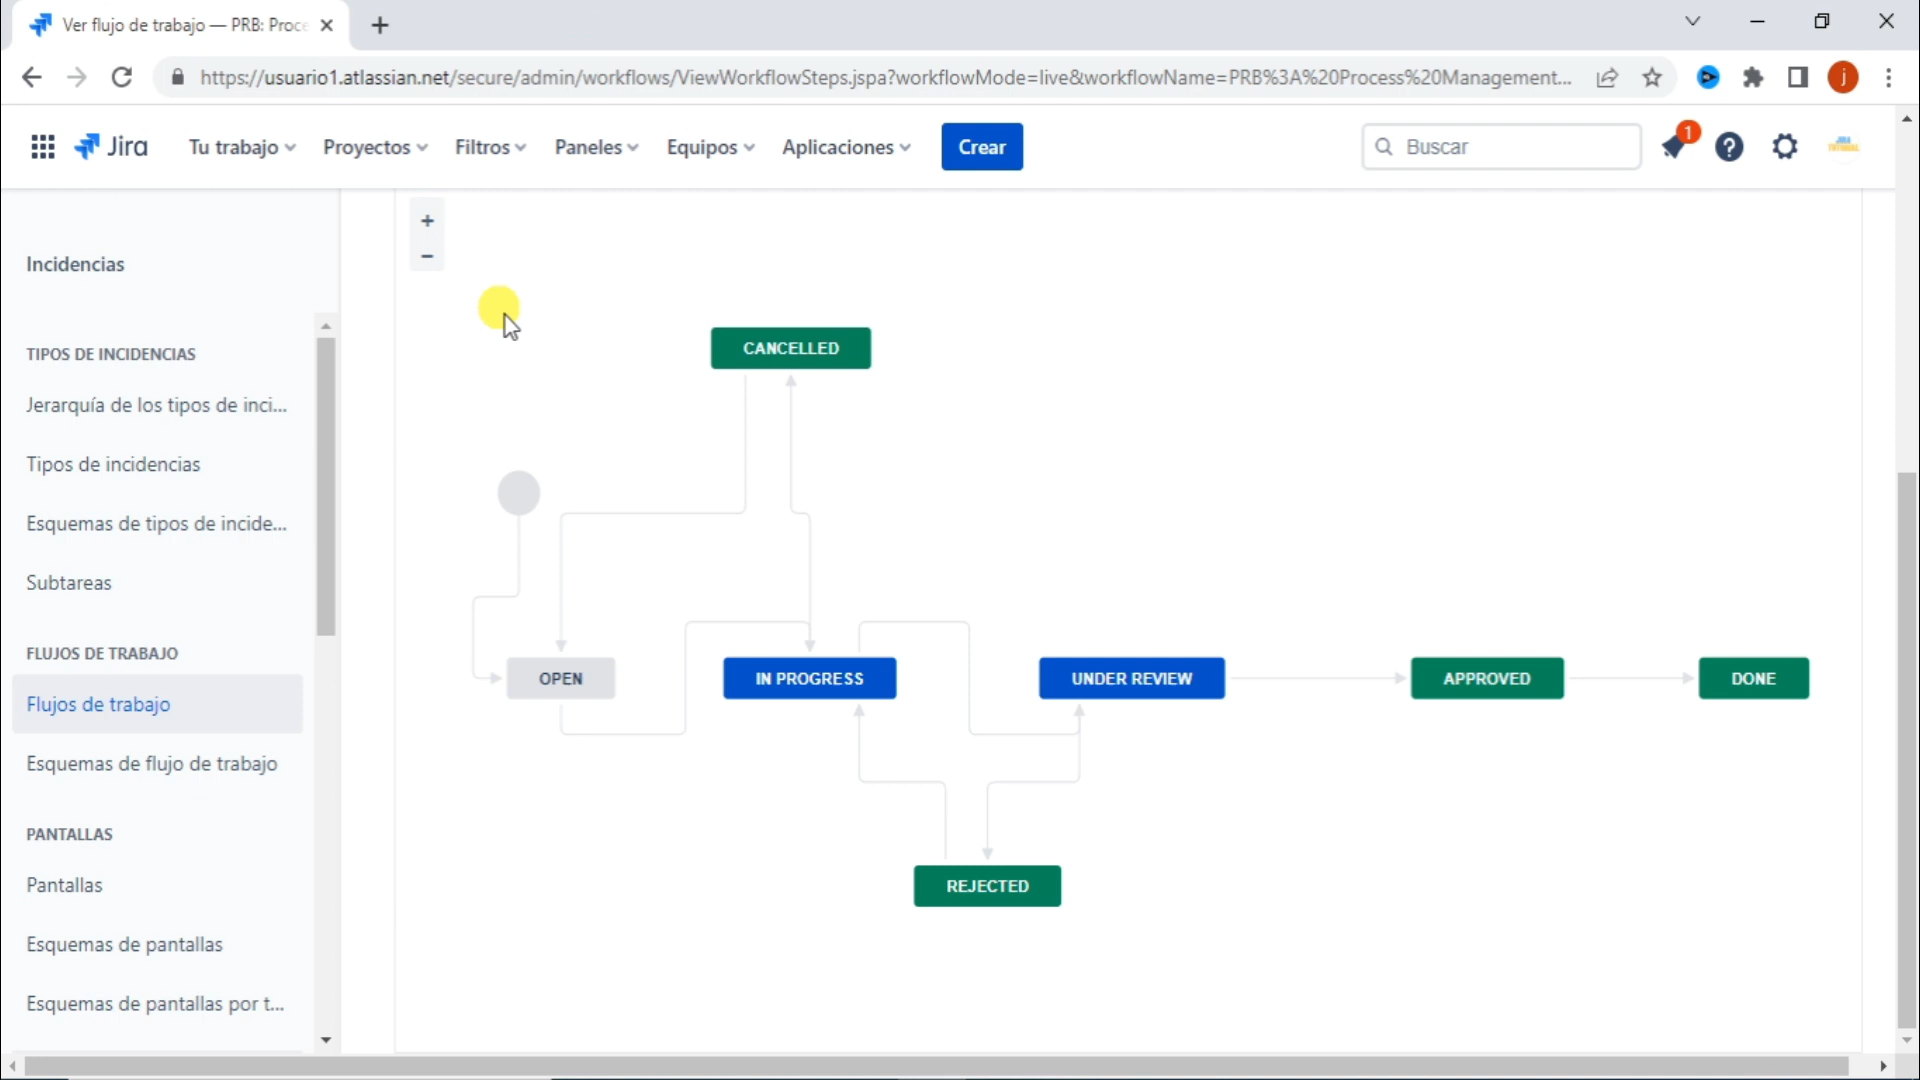 Ver flujo de trabajo — PRB: Proce
https://usuario1.atlassian.net/secure/admin/workflows/ViewWorkflowSteps.jspa?workflowMode=live&workflowName=PRB%3A%20Process%20Management...
j
Jira
Tu trabajo
Proyectos
Filtros
Paneles
Equipos
Aplicaciones
Crear
Buscar
1
?
JIRA
TUTORIAL
+
−
Incidencias
TIPOS DE INCIDENCIAS
Jerarquía de los tipos de inci...
Tipos de incidencias
Esquemas de tipos de incide...
Subtareas
FLUJOS DE TRABAJO
Flujos de trabajo
Esquemas de flujo de trabajo
PANTALLAS
Pantallas
Esquemas de pantallas
Esquemas de pantallas por t...
CANCELLED
OPEN
IN PROGRESS
UNDER REVIEW
APPROVED
DONE
REJECTED